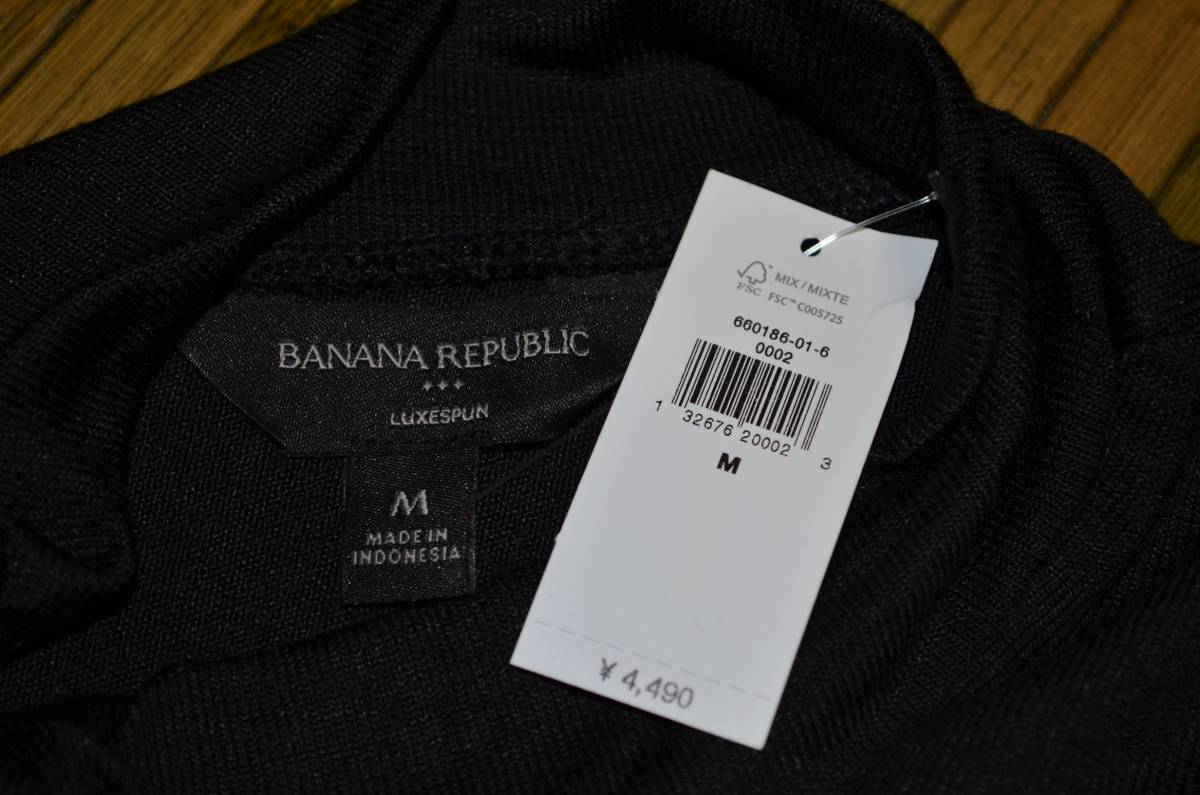 BANANA REPUBLIC
LUXESPUN
M
MADE IN
INDONESIA
MIX / MIXTE
FSC FSC™ C005725
660186-01-6
0002
1 32676 20002 3
M
¥ 4,490